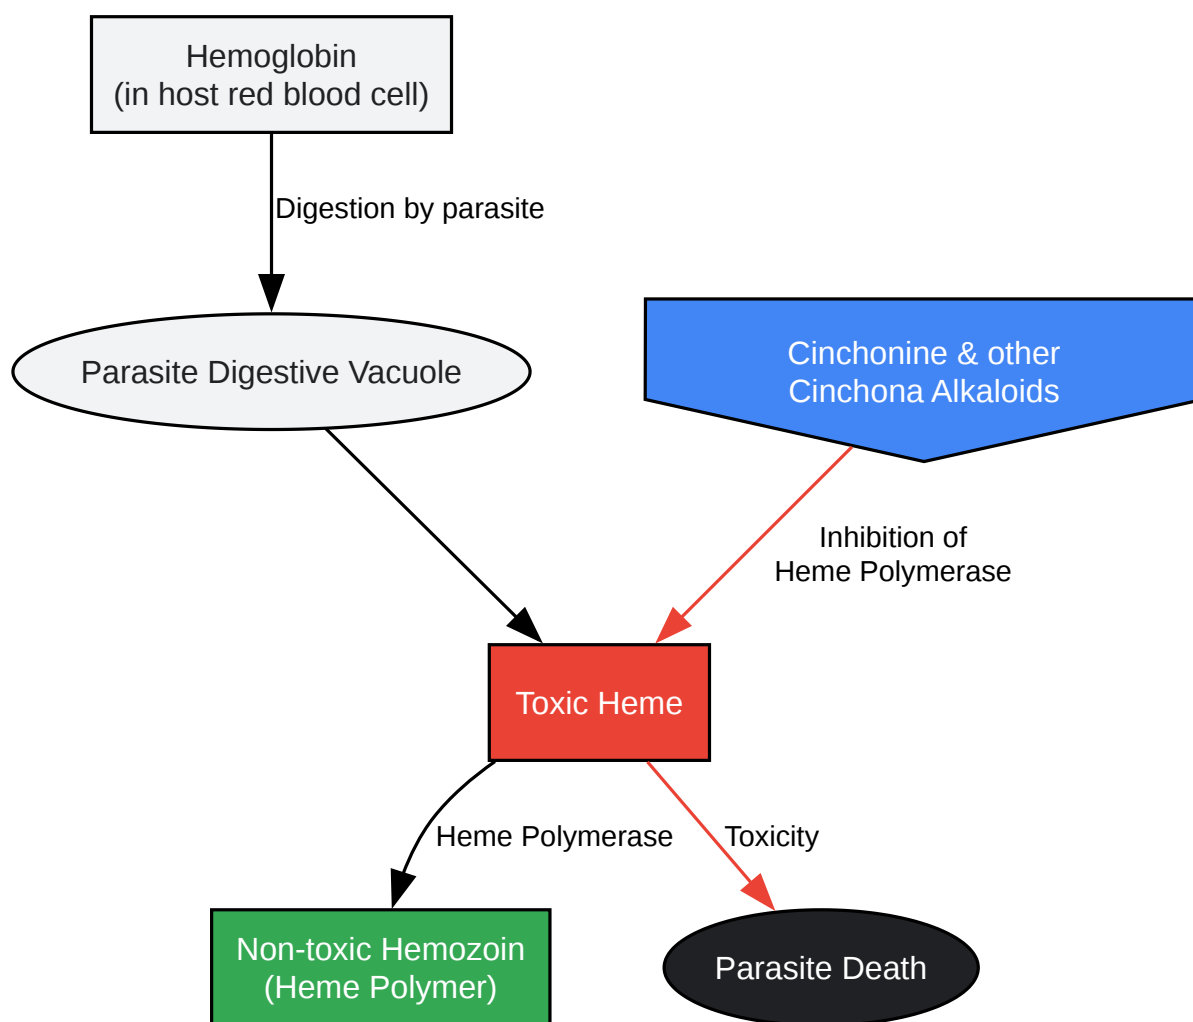 Hemoglobin
(in host red blood cell)
Digestion by parasite
Parasite Digestive Vacuole
Cinchonine & other
Cinchona Alkaloids
Inhibition of
Heme Polymerase
Toxic Heme
Heme Polymerase
Toxicity
Non-toxic Hemozoin
(Heme Polymer)
Parasite Death